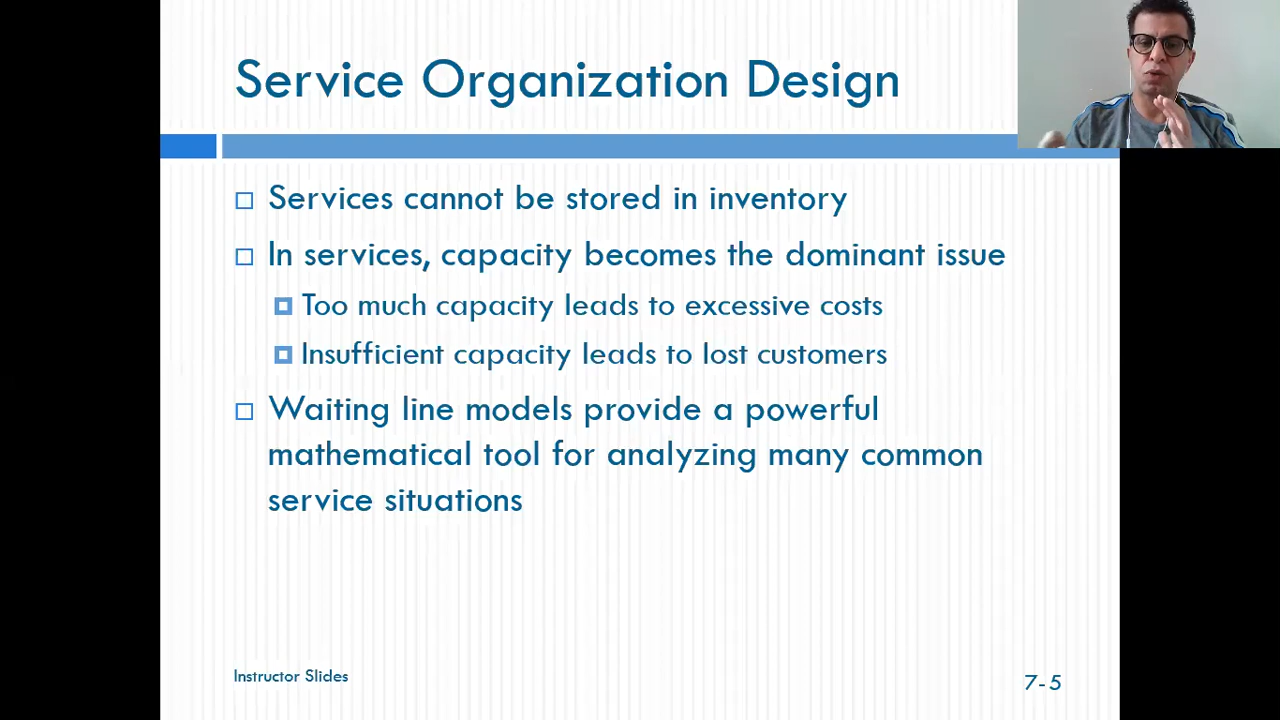 Service Organization Design
Services cannot be stored in inventory
In services, capacity becomes the dominant issue
Too much capacity leads to excessive costs
Insufficient capacity leads to lost customers
Waiting line models provide a powerful
mathematical tool for analyzing many common
service situations
Instructor Slides
7-5